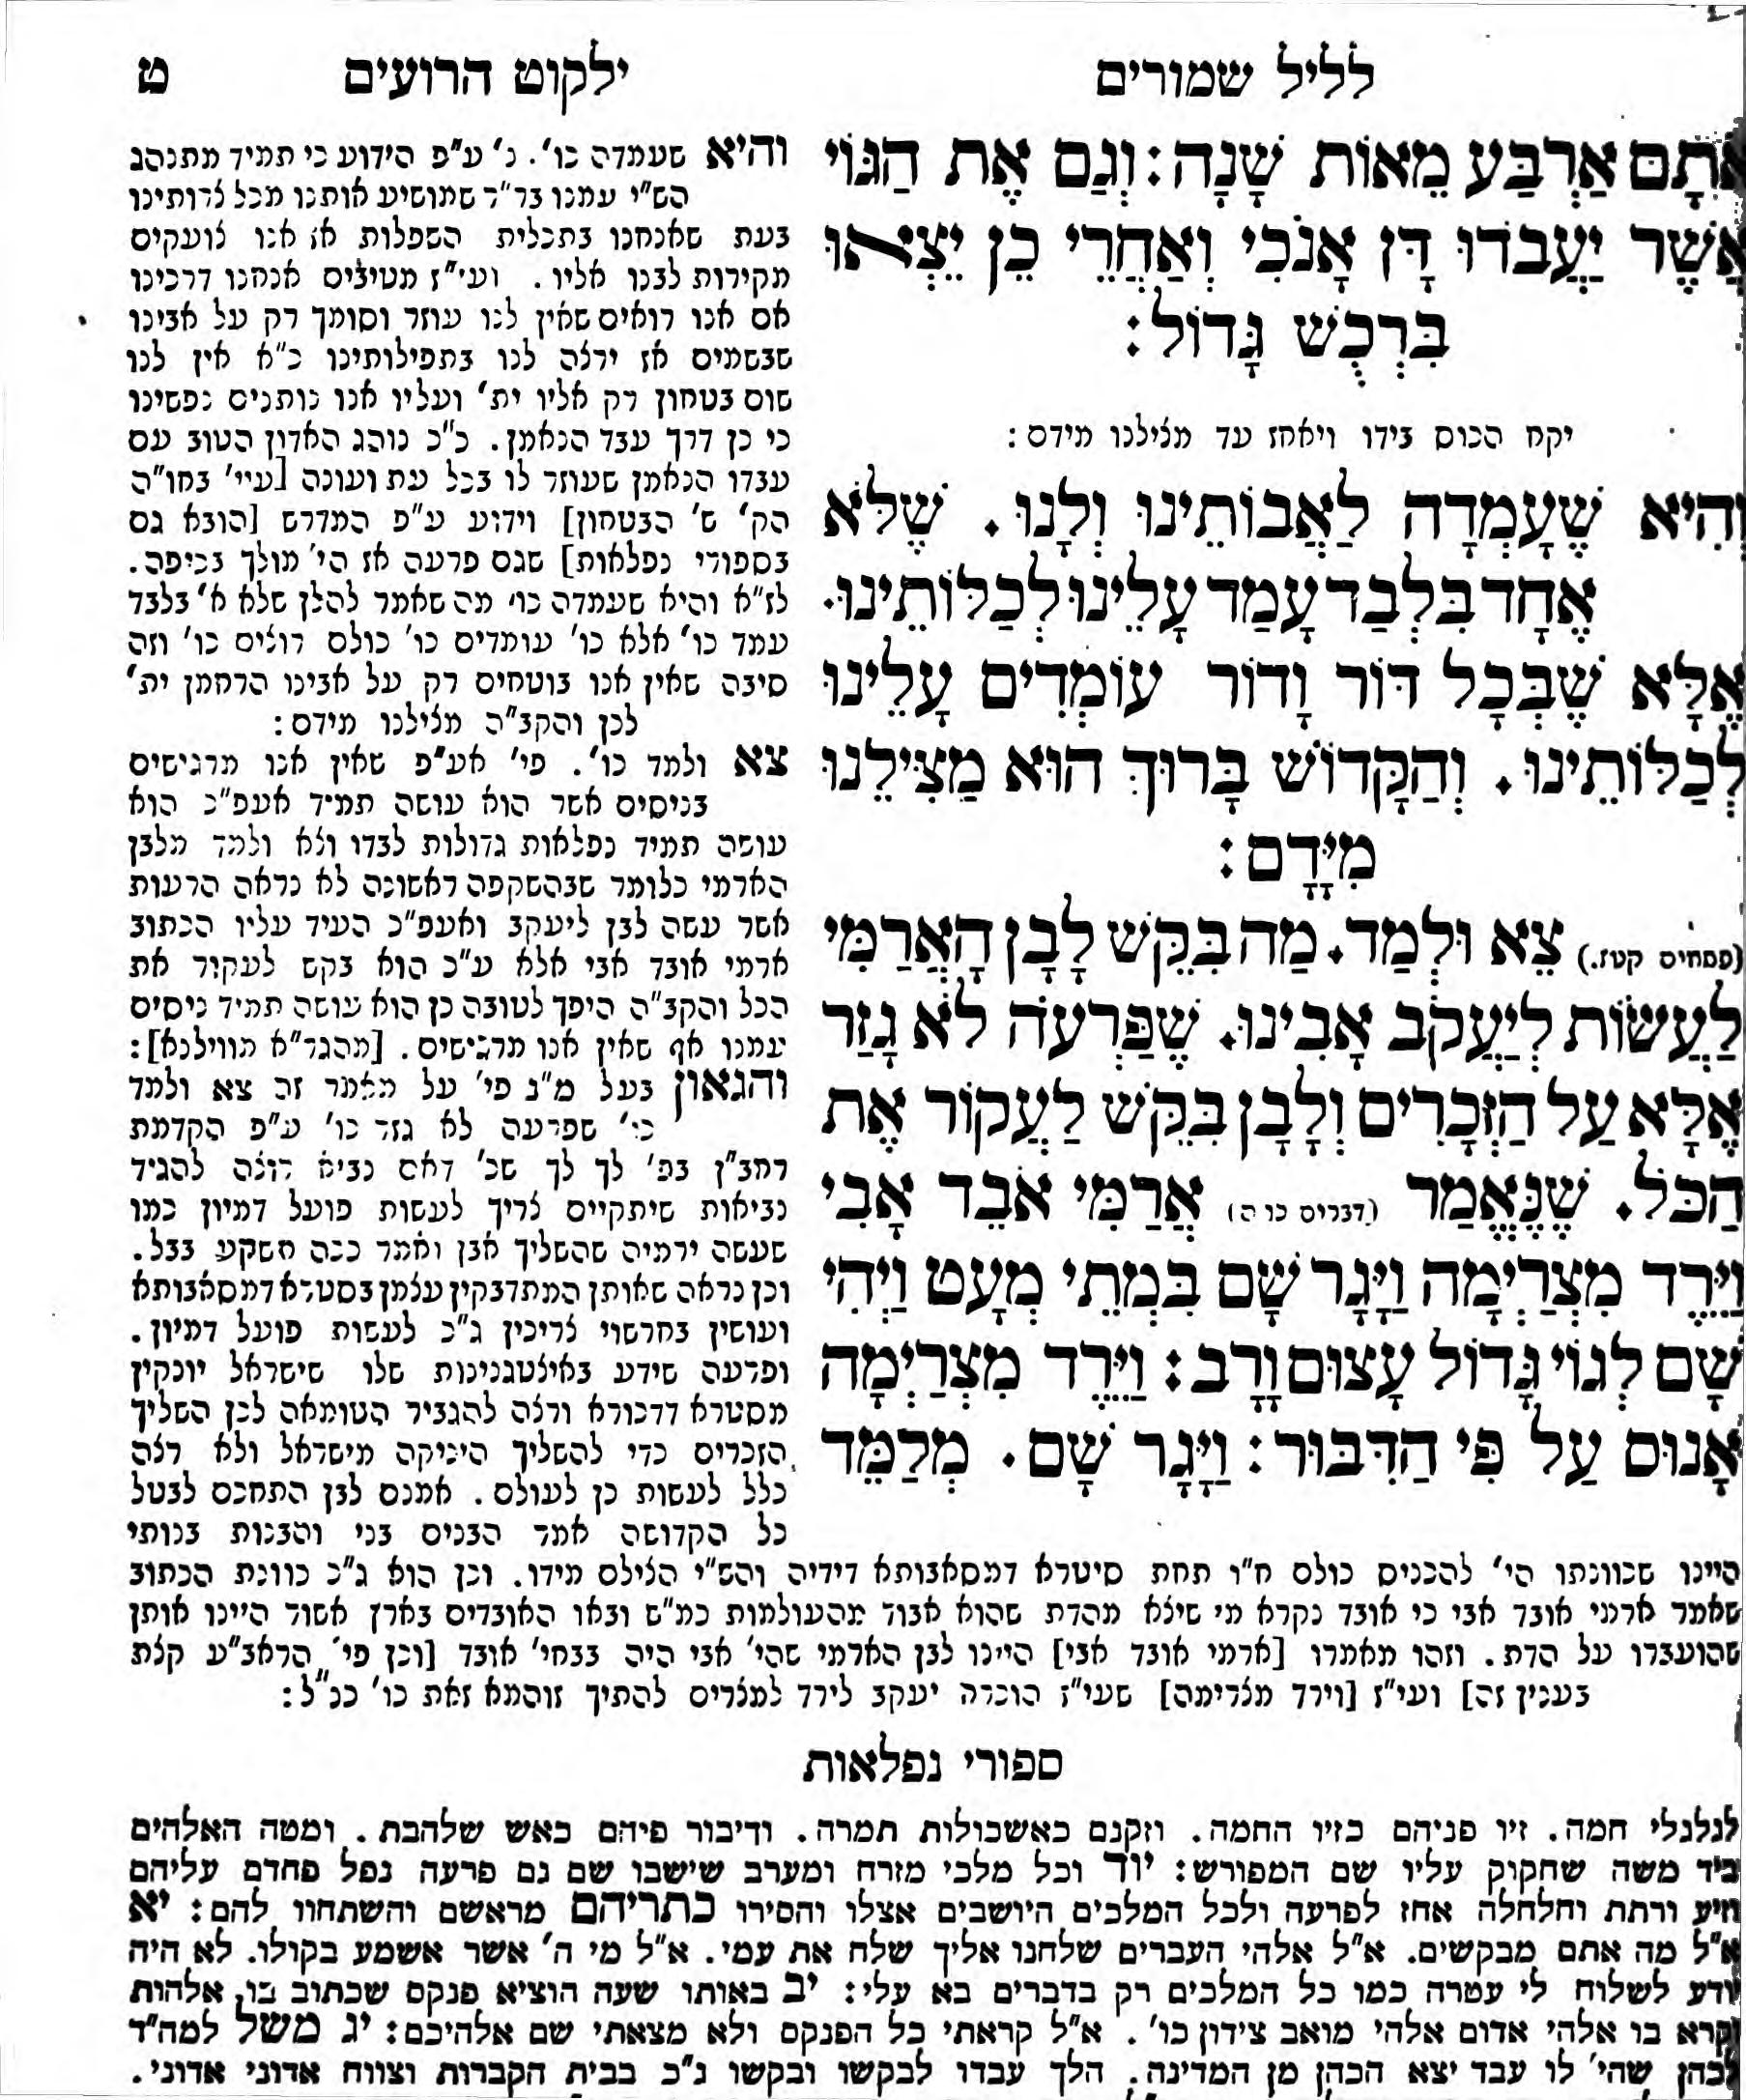 לליל שמורים
ילקוט הרועים
ט
אֹתָם אַרְבַּע מֵאוֹת שָׁנָה: וְגַם אֶת הַגּוֹי
אֲשֶׁר יַעֲבֹדוּ דָּן אָנֹכִי וְאַחֲרֵי כֵן יֵצְאוּ
בִּרְכֻשׁ גָּדוֹל:
יקח הכוס בידו ויאחז עד מצילנו מידם:
וְהִיא שֶׁעָמְדָה לַאֲבוֹתֵינוּ וְלָנוּ. שֶׁלֹּא
אֶחָד בִּלְבַד עָמַד עָלֵינוּ לְכַלּוֹתֵינוּ.
אֶלָּא שֶׁבְּכָל דּוֹר וָדוֹר עוֹמְדִים עָלֵינוּ
לְכַלּוֹתֵינוּ. וְהַקָּדוֹשׁ בָּרוּךְ הוּא מַצִּילֵנוּ
מִיָּדָם:
(פסחים קטז.) צֵא וּלְמַד. מַה בִּקֵּשׁ לָבָן הָאֲרַמִּי
לַעֲשׂוֹת לְיַעֲקֹב אָבִינוּ. שֶׁפַּרְעֹה לֹא גָזַר
אֶלָּא עַל הַזְּכָרִים וְלָבָן בִּקֵּשׁ לַעֲקוֹר אֶת
הַכֹּל. שֶׁנֶּאֱמַר (דברים כו ה) אֲרַמִּי אֹבֵד אָבִי
וַיֵּרֶד מִצְרַיְמָה וַיָּגָר שָׁם בִּמְתֵי מְעָט וַיְהִי
שָׁם לְגוֹי גָּדוֹל עָצוּם וָרָב: וַיֵּרֶד מִצְרַיְמָה
אָנוּס עַל פִּי הַדִּבּוּר: וַיָּגָר שָׁם. מְלַמֵּד
והיא שעמדה כו'. נ' ע"פ הידוע כי תמיד מתנהג
הש"י עמנו בד"ר שמושיע אותנו מכל צרותינו
בעת שאנחנו בתכלית השפלות אז אנו צועקים
מקירות לבנו אליו. ועי"ז מטיבים אנחנו דרכינו
אם אנו רואים שאין לנו עוזר וסומך רק על אבינו
שבשמים אז ירצה לנו בתפילותינו כ"א אין לנו
שום בטחון רק אליו ית' ועליו אנו נותנים נפשינו
כי כן דרך עבד הנאמן. כ"כ נוהג האדון הטוב עם
עבדו הנאמן שעוזר לו בכל עת ועונה [עיי' בחו"ה
הק' ש' הבטחון] וידוע ע"פ המדרש [הובא גם
בספורי נפלאות] שגם פרעה אז הי' מולך בכיפה.
לז"א והיא שעמדה כו' מה שאמר להלן שלא א' בלבד
עמד כו' אלא כו' עומדים כו' כולם רוצים כו' וזה
סיבה שאין אנו בוטחים רק על אבינו הרחמן ית'
לכן והקב"ה מצילנו מידם:
צא ולמד כו'. פי' אע"פ שאין אנו מרגישים
בניסים אשר הוא עושה תמיד אעפ"כ הוא
עושה תמיד נפלאות גדולות לבדו וצא ולמד מלבן
הארמי כלומר שבהשקפה ראשונה לא נראה הרעות
אשר עשה לבן ליעקב ואעפ"כ העיד עליו הכתוב
ארמי אובד אבי אלא ע"כ הוא בקש לעקור את
הכל והקב"ה היפך לטובה כן הוא עושה תמיד ניסים
עמנו אף שאין אנו מרגישים. [מהגר"א מווילנא]:
והגאון בעל מ"נ פי' על מאמר זה צא ולמד
כו' שפרעה לא גזר כו' ע"פ הקדמת
רמב"ן בפ' לך לך שכ' דאם נביא רוצה להגיד
נביאות שיתקיים צריך לעשות פועל דמיון כמו
שעשה ירמיה שהשליך אבן ואמר ככה תשקע בבל.
וכן נראה שאותן המתדבקין עצמן בסטרא דמסאבותא
ועושין בחרשוי צריכין ג"כ לעשות פועל דמיון.
ופרעה שידע באיצטגנינות שלו שישראל יונקין
מסטרא דדכורא ורצה להגביר הטומאה לכן השליך
הזכרים כדי להשליך היניקה מישראל ולא רצה
כלל לעשות כן לעולם. אמנם לבן התחכם לבטל
כל הקדושה אמר הבנים בני והבנות בנותי
היינו שכוונתו הי' להכניס כולם ח"ו תחת סיטרא דמסאבותא דידיה והש"י הצילם מידו. וכן הוא ג"כ כוונת הכתוב
שאמר ארמי אובד אבי כי אובד נקרא מי שיצא מהדת שהוא אבוד מהעולמות כמ"ש ובאו האובדים בארץ אשור היינו אותן
שהועברו על הדת. וזהו מאמרו [ארמי אובד אבי] היינו לבן הארמי שהי' אבי היה בבחי' אובד [וכן פי' הראב"ע קצת
בענין זה] ועי"ז [וירד מצרימה] שעי"ז הוכרח יעקב לירד למצרים להתיך זוהמא זאת כו' ככ"ל:
ספורי נפלאות
לגלגלי חמה. זיו פניהם כזיו החמה. וזקנם כאשכולות תמרה. ודיבור פיהם כאש שלהבת. ומטה האלהים
ביד משה שחקוק עליו שם המפורש: יוד וכל מלכי מזרח ומערב שישבו שם גם פרעה נפל פחדם עליהם
וזיע ורתת וחלחלה אחז לפרעה ולכל המלכים היושבים אצלו והסירו כתריהם מראשם והשתחוו להם: יא
א"ל מה אתם מבקשים. א"ל אלהי העברים שלחנו אליך שלח את עמי. א"ל מי ה' אשר אשמע בקולו. לא היה
יודע לשלוח לי עטרה כמו כל המלכים רק בדברים בא עלי: יב באותו שעה הוציא פנקס שכתוב בו אלהות
וקרא בו אלהי אדום אלהי מואב צידון כו'. א"ל קראתי כל הפנקס ולא מצאתי שם אלהיכם: יג משל למה"ד
לכהן שהי' לו עבד יצא הכהן מן המדינה. הלך עבדו לבקשו ובקשו ג"כ בבית הקברות וצווח אדוני אדוני.